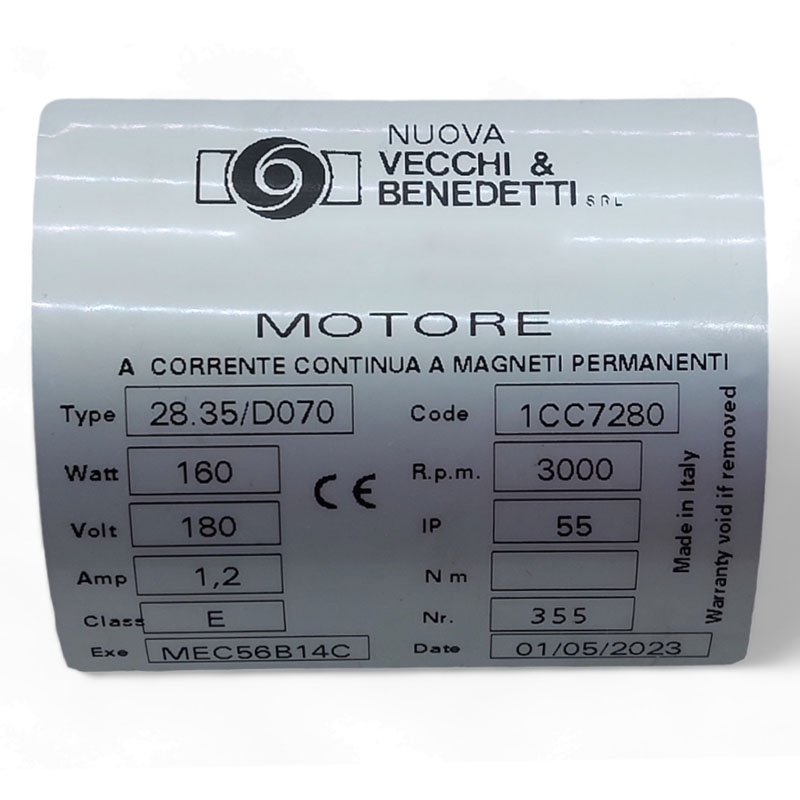 NUOVA
VECCHI &
BENEDETTI SRL
MOTORE
A CORRENTE CONTINUA A MAGNETI PERMANENTI
Type 28.35/D070 Code 1CC7280
Watt 160 CE R.p.m. 3000
Volt 180 IP 55
Amp 1,2 Nm
Class E Nr. 355
Exe MEC56B14C Date 01/05/2023
Made in Italy
Warranty void if removed